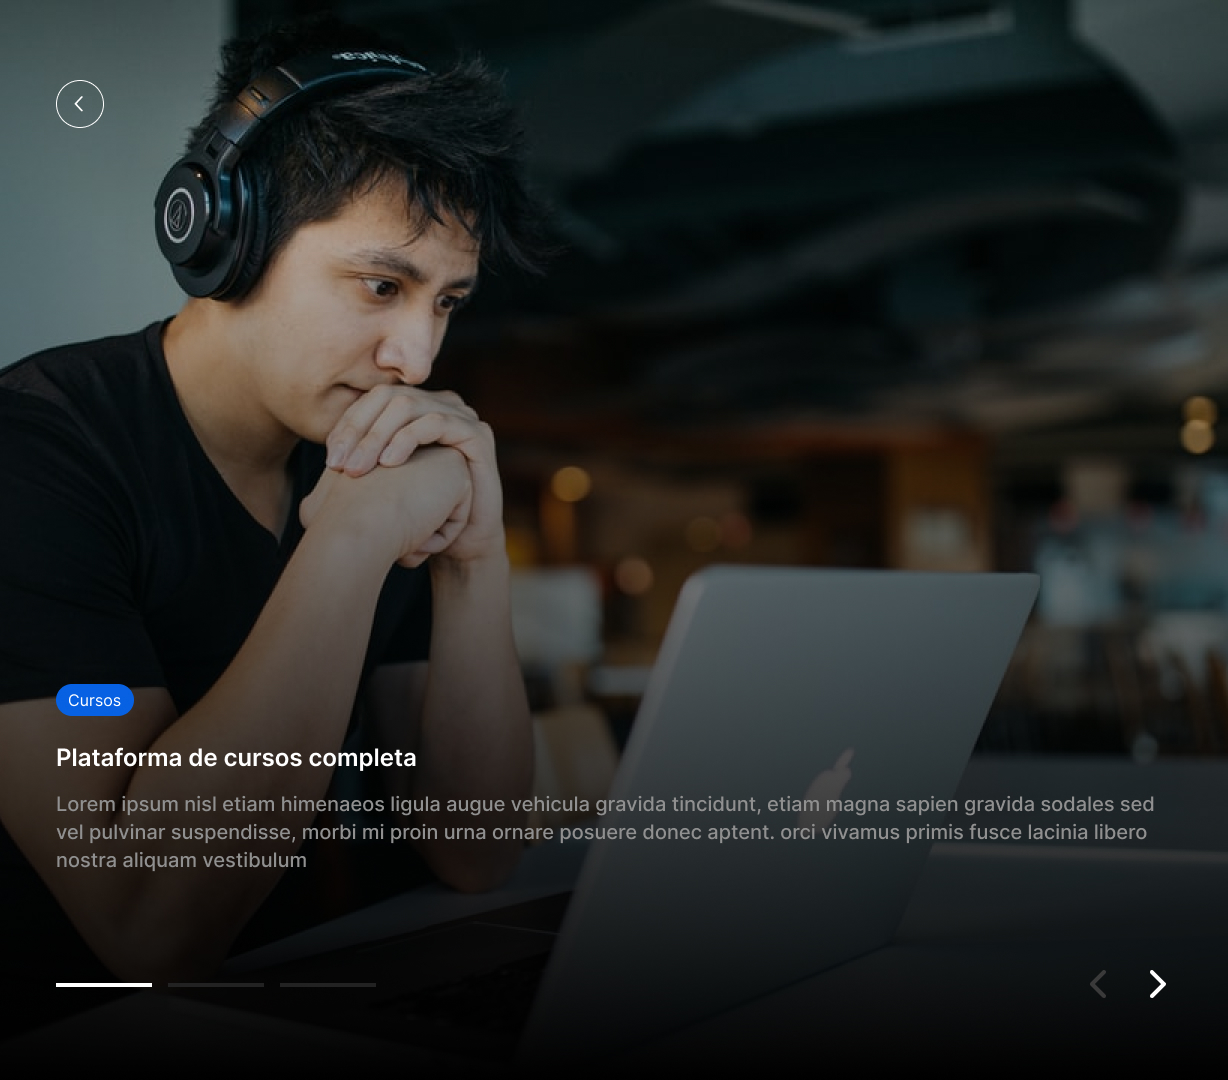 Cursos
Plataforma de cursos completa
Lorem ipsum nisl etiam himenaeos ligula augue vehicula gravida tincidunt, etiam magna sapien gravida sodales sed
vel pulvinar suspendisse, morbi mi proin urna ornare posuere donec aptent. orci vivamus primis fusce lacinia libero
nostra aliquam vestibulum